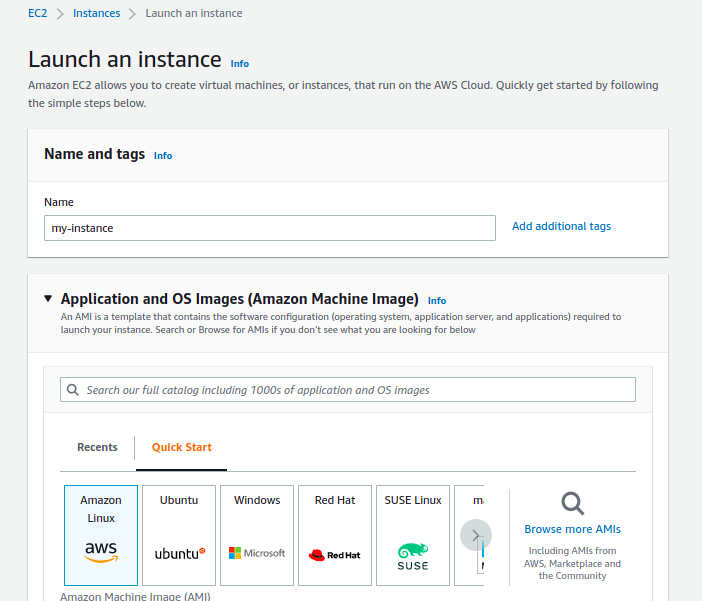 EC2 > Instances > Launch an instance
Launch an instance Info
Amazon EC2 allows you to create virtual machines, or instances, that run on the AWS Cloud. Quickly get started by following
the simple steps below.
Name and tags Info
Name
my-instance
Add additional tags
Application and OS Images (Amazon Machine Image) Info
An AMI is a template that contains the software configuration (operating system, application server, and applications) required to
launch your instance. Search or Browse for AMIs if you don't see what you are looking for below
Search our full catalog including 1000s of application and OS images
Recents
Quick Start
Amazon
Linux
aws
Ubuntu
ubuntu
Windows
Microsoft
Red Hat
Red Hat
SUSE Linux
SUSE
Browse more AMIs
Including AMIs from
AWS, Marketplace and
the Community
Amazon Machine Image (AMI)